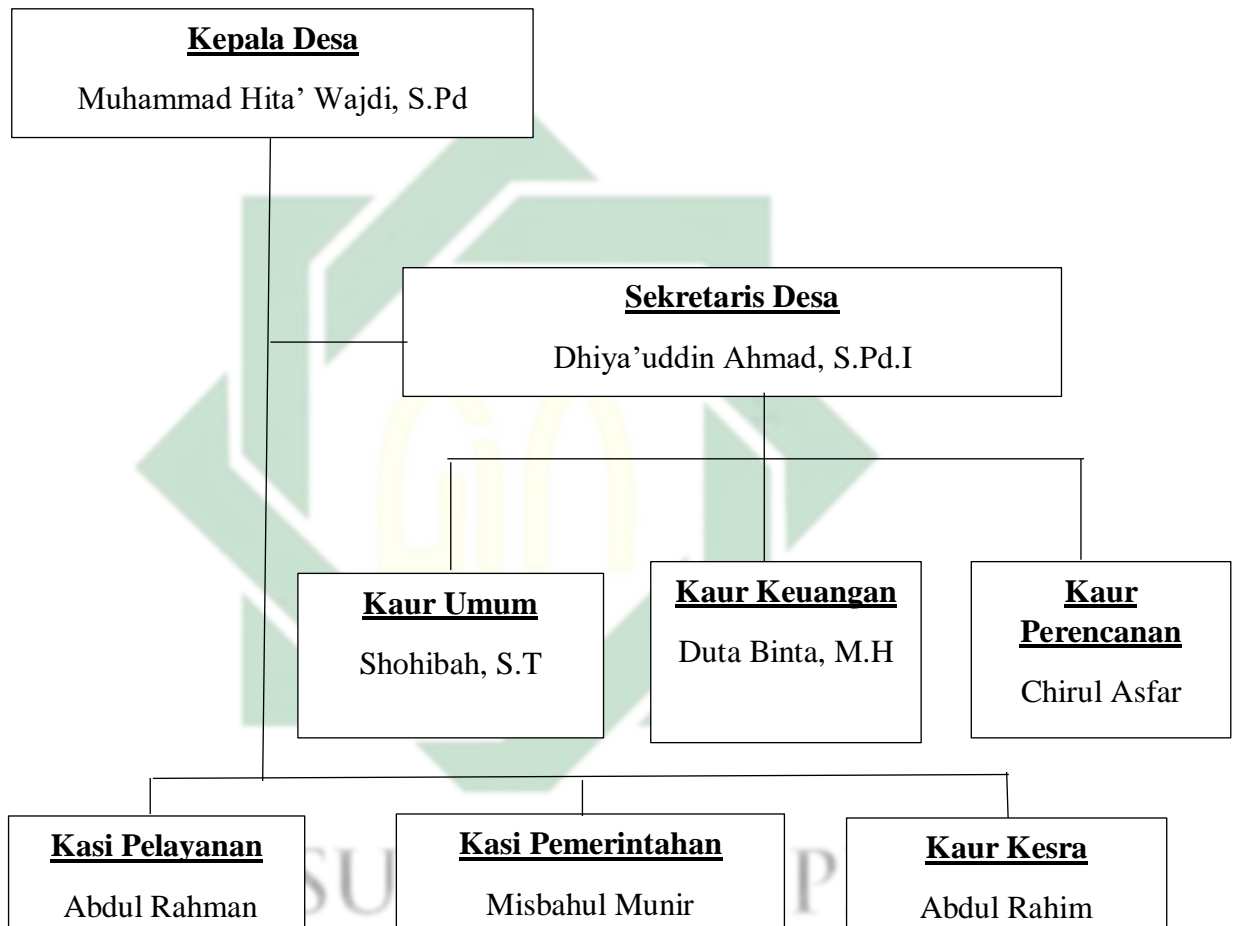 Kepala Desa
Muhammad Hita’ Wajdi, S.Pd
Sekretaris Desa
Dhiya’uddin Ahmad, S.Pd.I
Kaur Umum
Shohibah, S.T
Kaur Keuangan
Duta Binta, M.H
Kaur
Perencanan
Chirul Asfar
Kasi Pelayanan
Abdul Rahman
Kasi Pemerintahan
Misbahul Munir
Kaur Kesra
Abdul Rahim